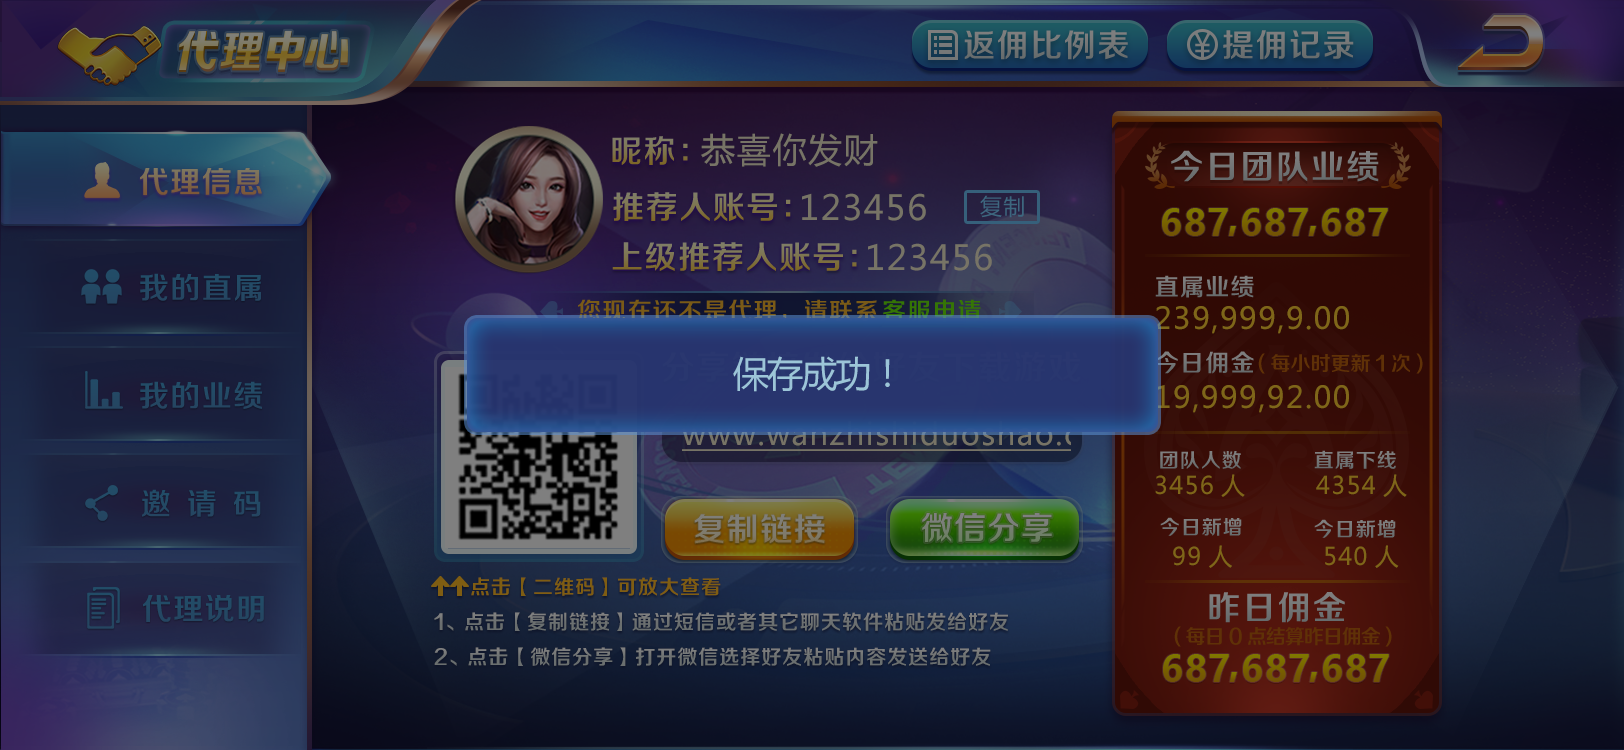 代理中心
返佣比例表
提佣记录
代理信息
我的直属
我的业绩
邀请码
代理说明
昵称：恭喜你发财
推荐人账号：123456 复制
上级推荐人账号：123456
您现在还不是代理，请联系客服申请
保存成功！
www.wanzhishiduoshao.c
复制链接
微信分享
点击【二维码】可放大查看
1、点击【复制链接】通过短信或者其它聊天软件粘贴发给好友
2、点击【微信分享】打开微信选择好友粘贴内容发送给好友
今日团队业绩
687,687,687
直属业绩
239,999,9.00
今日佣金（每小时更新1次）
19,999,92.00
团队人数 直属下线
3456 人 4354 人
今日新增 今日新增
99 人 540 人
昨日佣金
（每日0点结算昨日佣金）
687,687,687